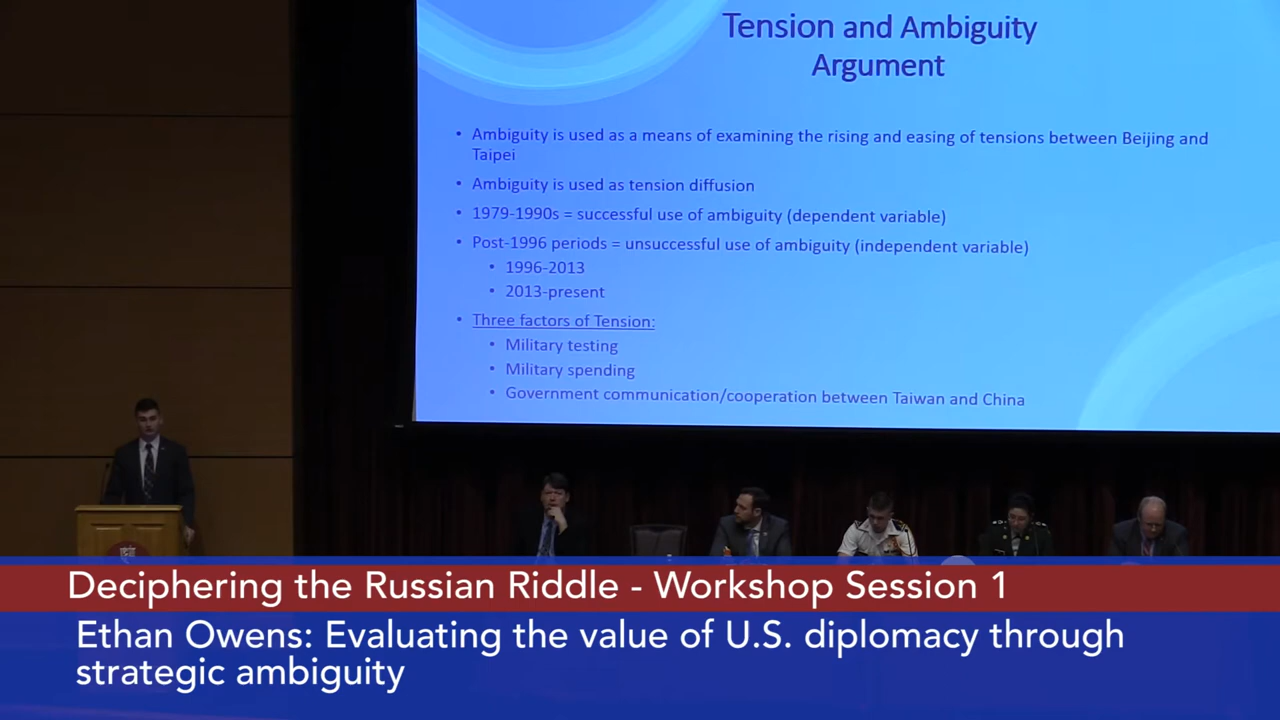 Tension and Ambiguity
Argument
• Ambiguity is used as a means of examining the rising and easing of tensions between Beijing and
Taipei
• Ambiguity is used as tension diffusion
• 1979-1990s = successful use of ambiguity (dependent variable)
• Post-1996 periods = unsuccessful use of ambiguity (independent variable)
• 1996-2013
• 2013-present
• Three factors of Tension:
• Military testing
• Military spending
• Government communication/cooperation between Taiwan and China
Deciphering the Russian Riddle - Workshop Session 1
Ethan Owens: Evaluating the value of U.S. diplomacy through
strategic ambiguity